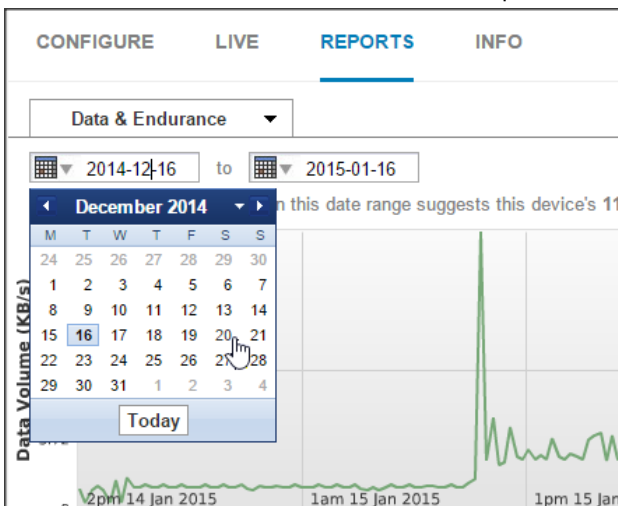 CONFIGURE LIVE REPORTS INFO
Data & Endurance
2014-12-16 to 2015-01-16
December 2014
n this date range suggests this device's 11
M T W T F S S
24 25 26 27 28 29 30
1 2 3 4 5 6 7
8 9 10 11 12 13 14
15 16 17 18 19 20 21
22 23 24 25 26 27 28
29 30 31 1 2 3 4
Today
Data Volume (KB/s)
2pm 14 Jan 2015 1am 15 Jan 2015 1pm 15 Jan